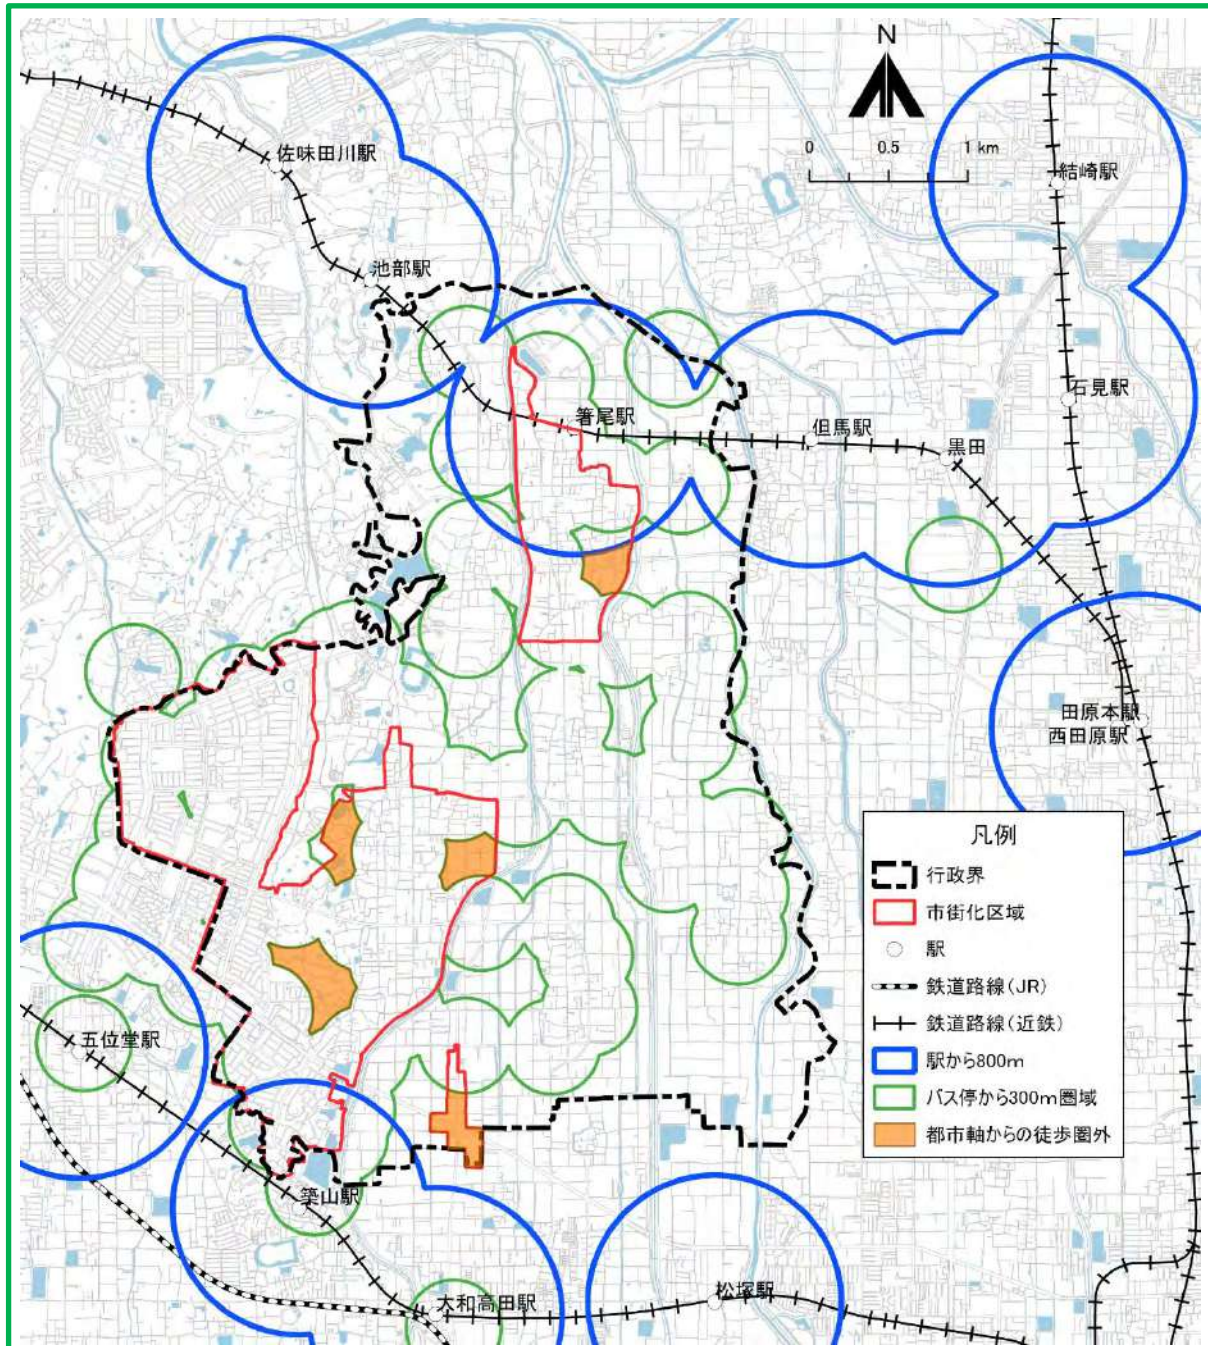 N
0 0.5 1 km
佐味田川駅
結崎駅
池部駅
石見駅
箸尾駅
但馬駅
黒田
田原本駅
西田原駅
凡例
行政界
市街化区域
駅
鉄道路線(JR)
鉄道路線(近鉄)
駅から800m
バス停から300m圏域
都市軸からの徒歩圏外
五位堂駅
築山駅
大和高田駅
松塚駅